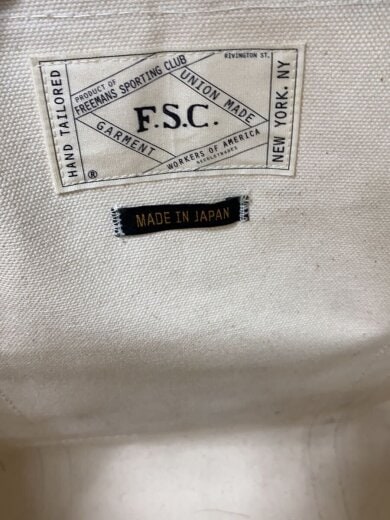 RIVINGTON ST.
HAND TAILORED
PRODUCT OF
FREEMANS SPORTING CLUB
UNION MADE
F.S.C.
GARMENT
WORKERS OF AMERICA
NEEDLETRADES
NEW YORK, NY
®
MADE IN JAPAN